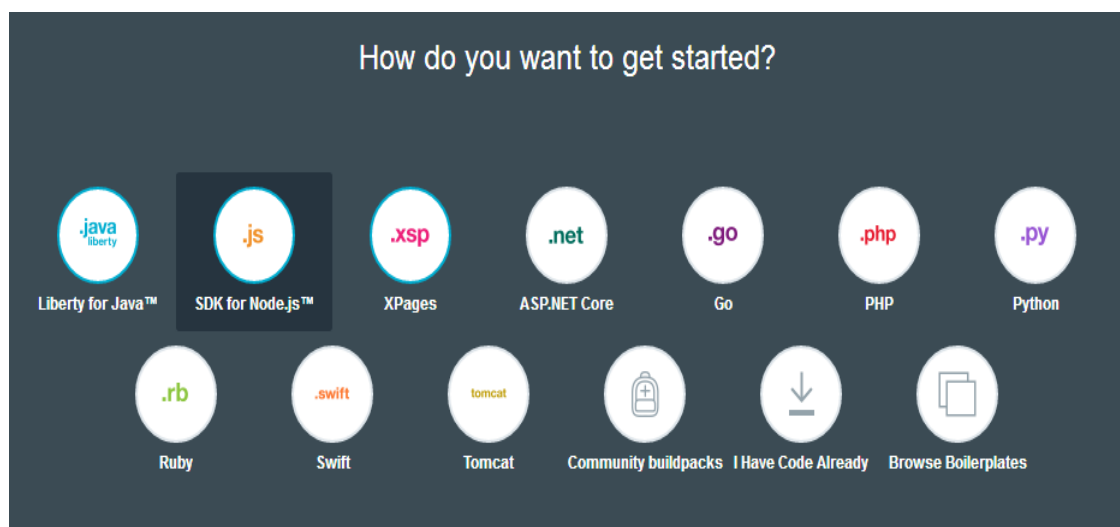 How do you want to get started?
.java
liberty
.js
.xsp
.net
.go
.php
.py
Liberty for Java™
SDK for Node.js™
XPages
ASP.NET Core
Go
PHP
Python
.rb
.swift
tomcat
Ruby
Swift
Tomcat
Community buildpacks
I Have Code Already
Browse Boilerplates